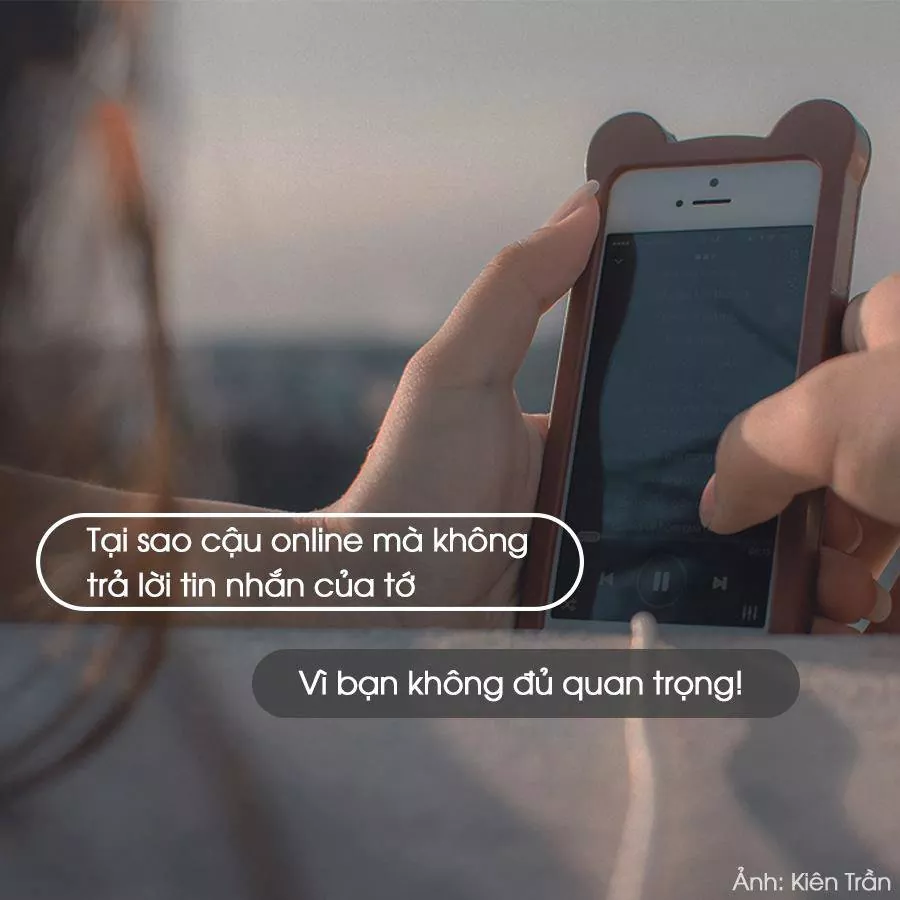 Tại sao cậu online mà không
trả lời tin nhắn của tớ
Vì bạn không đủ quan trọng!
Ảnh: Kiên Trần